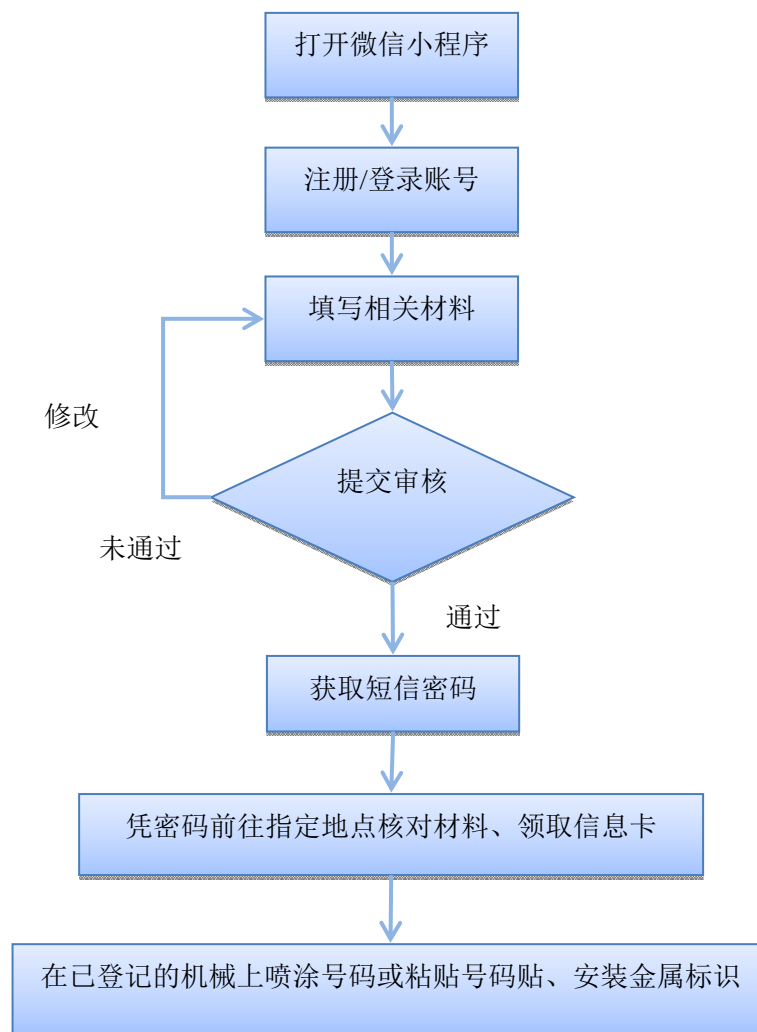 打开微信小程序
注册/登录账号
填写相关材料
修改
提交审核
未通过
通过
获取短信密码
凭密码前往指定地点核对材料、领取信息卡
在已登记的机械上喷涂号码或粘贴号码贴、安装金属标识